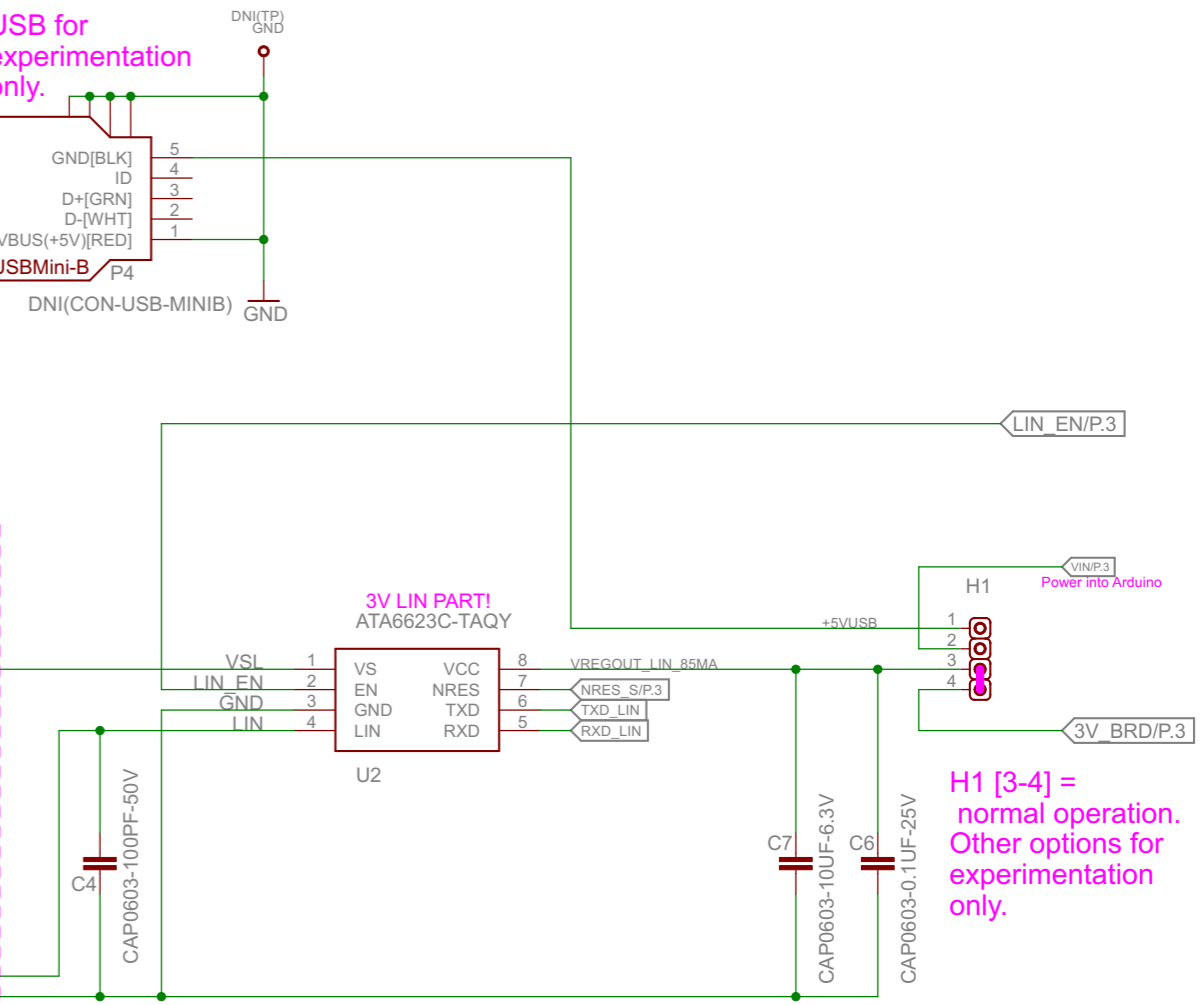 USB for
experimentation
only.
DNI(TP)
GND
GND[BLK] 5
ID 4
D+[GRN] 3
D-[WHT] 2
VBUS(+5V)[RED] 1
USBMini-B
P4
DNI(CON-USB-MINIB)
GND
LIN_EN/P.3
VIN/P.3
Power into Arduino
H1
+5VUSB
1
2
3
4
3V_BRD/P.3
3V LIN PART!
ATA6623C-TAQY
VSL 1 VS VCC 8 VREGOUT_LIN_85MA
LIN_EN 2 EN NRES 7 NRES_S/P.3
GND 3 GND TXD 6 TXD_LIN
LIN 4 LIN RXD 5 RXD_LIN
U2
H1 [3-4] =
normal operation.
Other options for
experimentation
only.
C4
CAP0603-100PF-50V
C7
CAP0603-10UF-6.3V
C6
CAP0603-0.1UF-25V